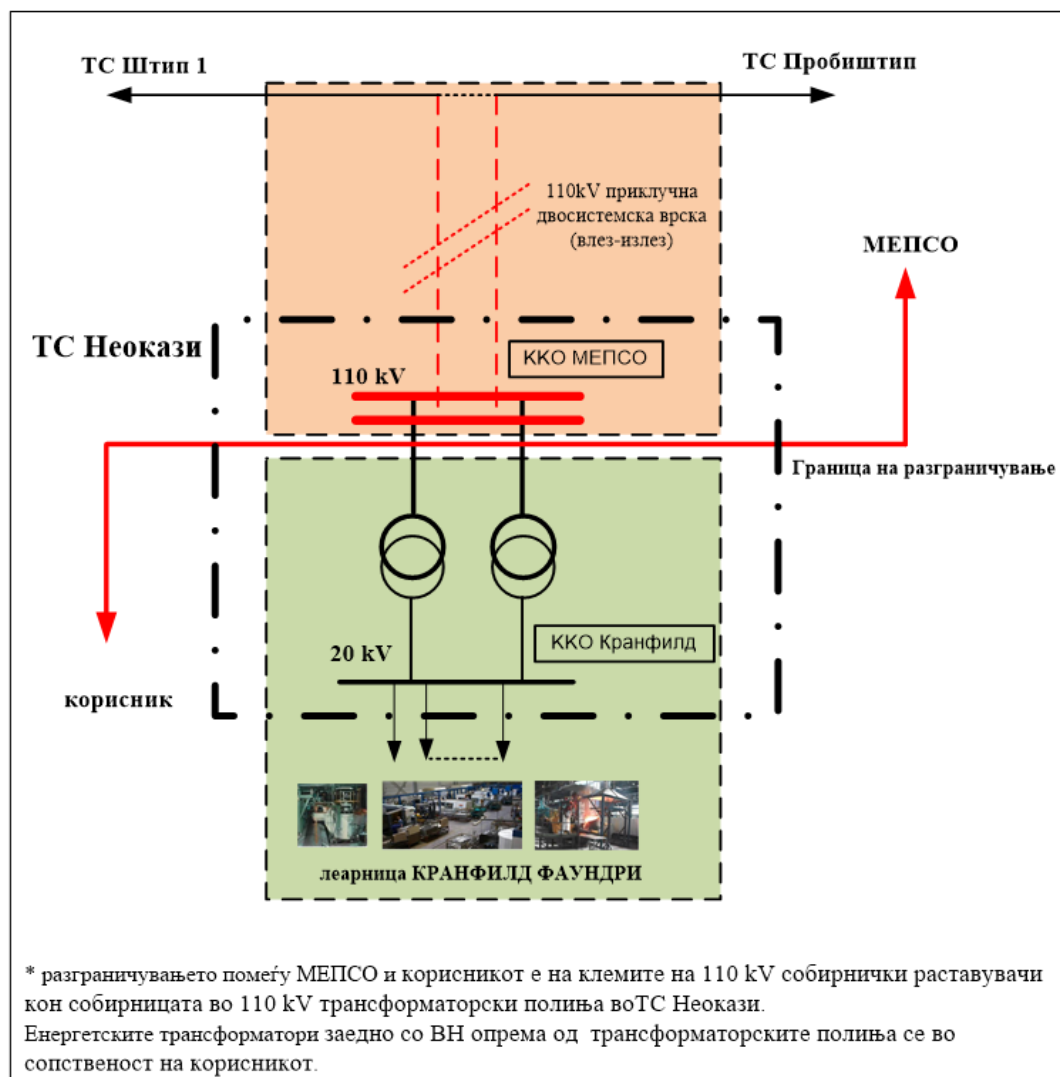 ТС Штип 1
ТС Пробиштип
110kV приклучна
двосистемска врска
(влез-излез)
МЕПСО
ТС Неокази
ККО МЕПСО
110 kV
Граница на разграничување
ККО Кранфилд
20 kV
корисник
леарница КРАНФИЛД ФАУНДРИ
* разграничувањето помеѓу МЕПСО и корисникот е на клемите на 110 kV собирнички раставувачи
кон собирницата во 110 kV трансформаторски полиња воТС Неокази.
Енергетските трансформатори заедно со ВН опрема од трансформаторските полиња се во
сопственост на корисникот.